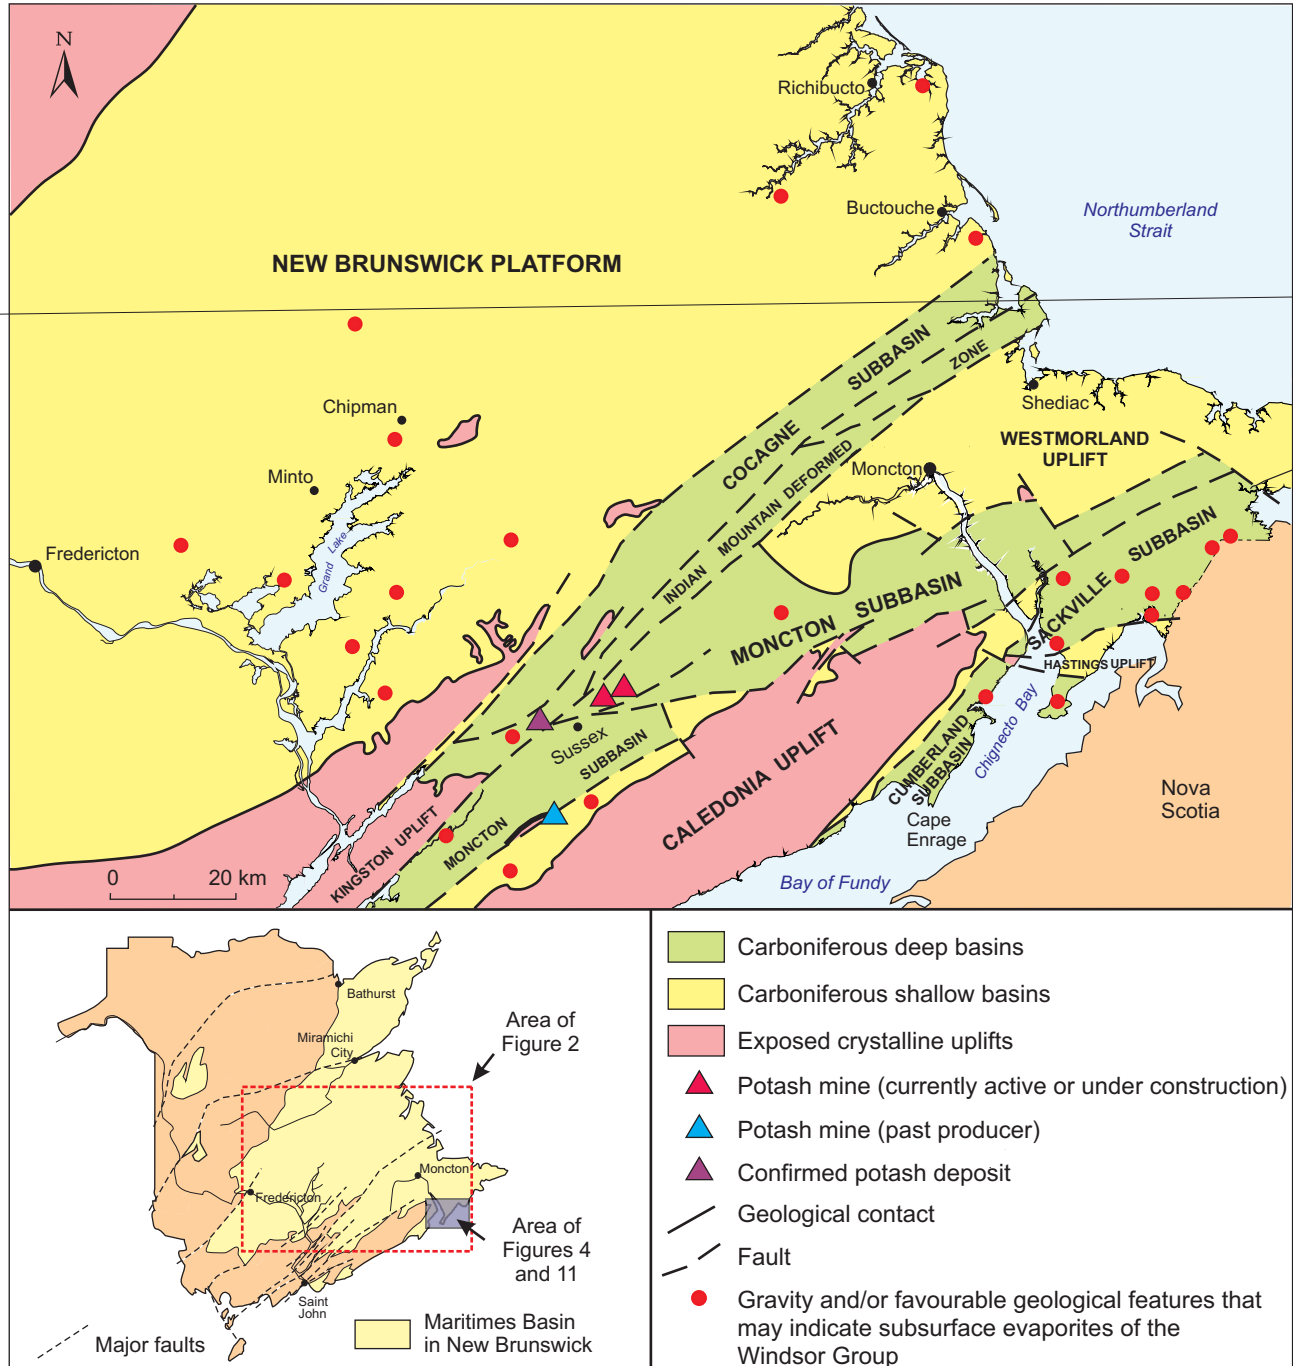 N
Richibucto
Buctouche
Northumberland
Strait
NEW BRUNSWICK PLATFORM
COCAGNE SUBBASIN
INDIAN MOUNTAIN DEFORMED ZONE
Shediac
Chipman
WESTMORLAND
UPLIFT
Moncton
Minto
Grand Lake
Fredericton
SACKVILLE SUBBASIN
MONCTON SUBBASIN
HASTINGS UPLIFT
Sussex
MONCTON SUBBASIN
KINGSTON UPLIFT
CALEDONIA UPLIFT
CUMBERLAND
SUBBASIN
Chignecto Bay
Nova
Scotia
Cape
Enrage
Bay of Fundy
0 20 km
Bathurst
Miramichi
City
Area of
Figure 2
Moncton
Fredericton
Area of
Figures 4
and 11
Saint
John
Major faults
Maritimes Basin
in New Brunswick
Carboniferous deep basins
Carboniferous shallow basins
Exposed crystalline uplifts
Potash mine (currently active or under construction)
Potash mine (past producer)
Confirmed potash deposit
Geological contact
Fault
Gravity and/or favourable geological features that
may indicate subsurface evaporites of the
Windsor Group